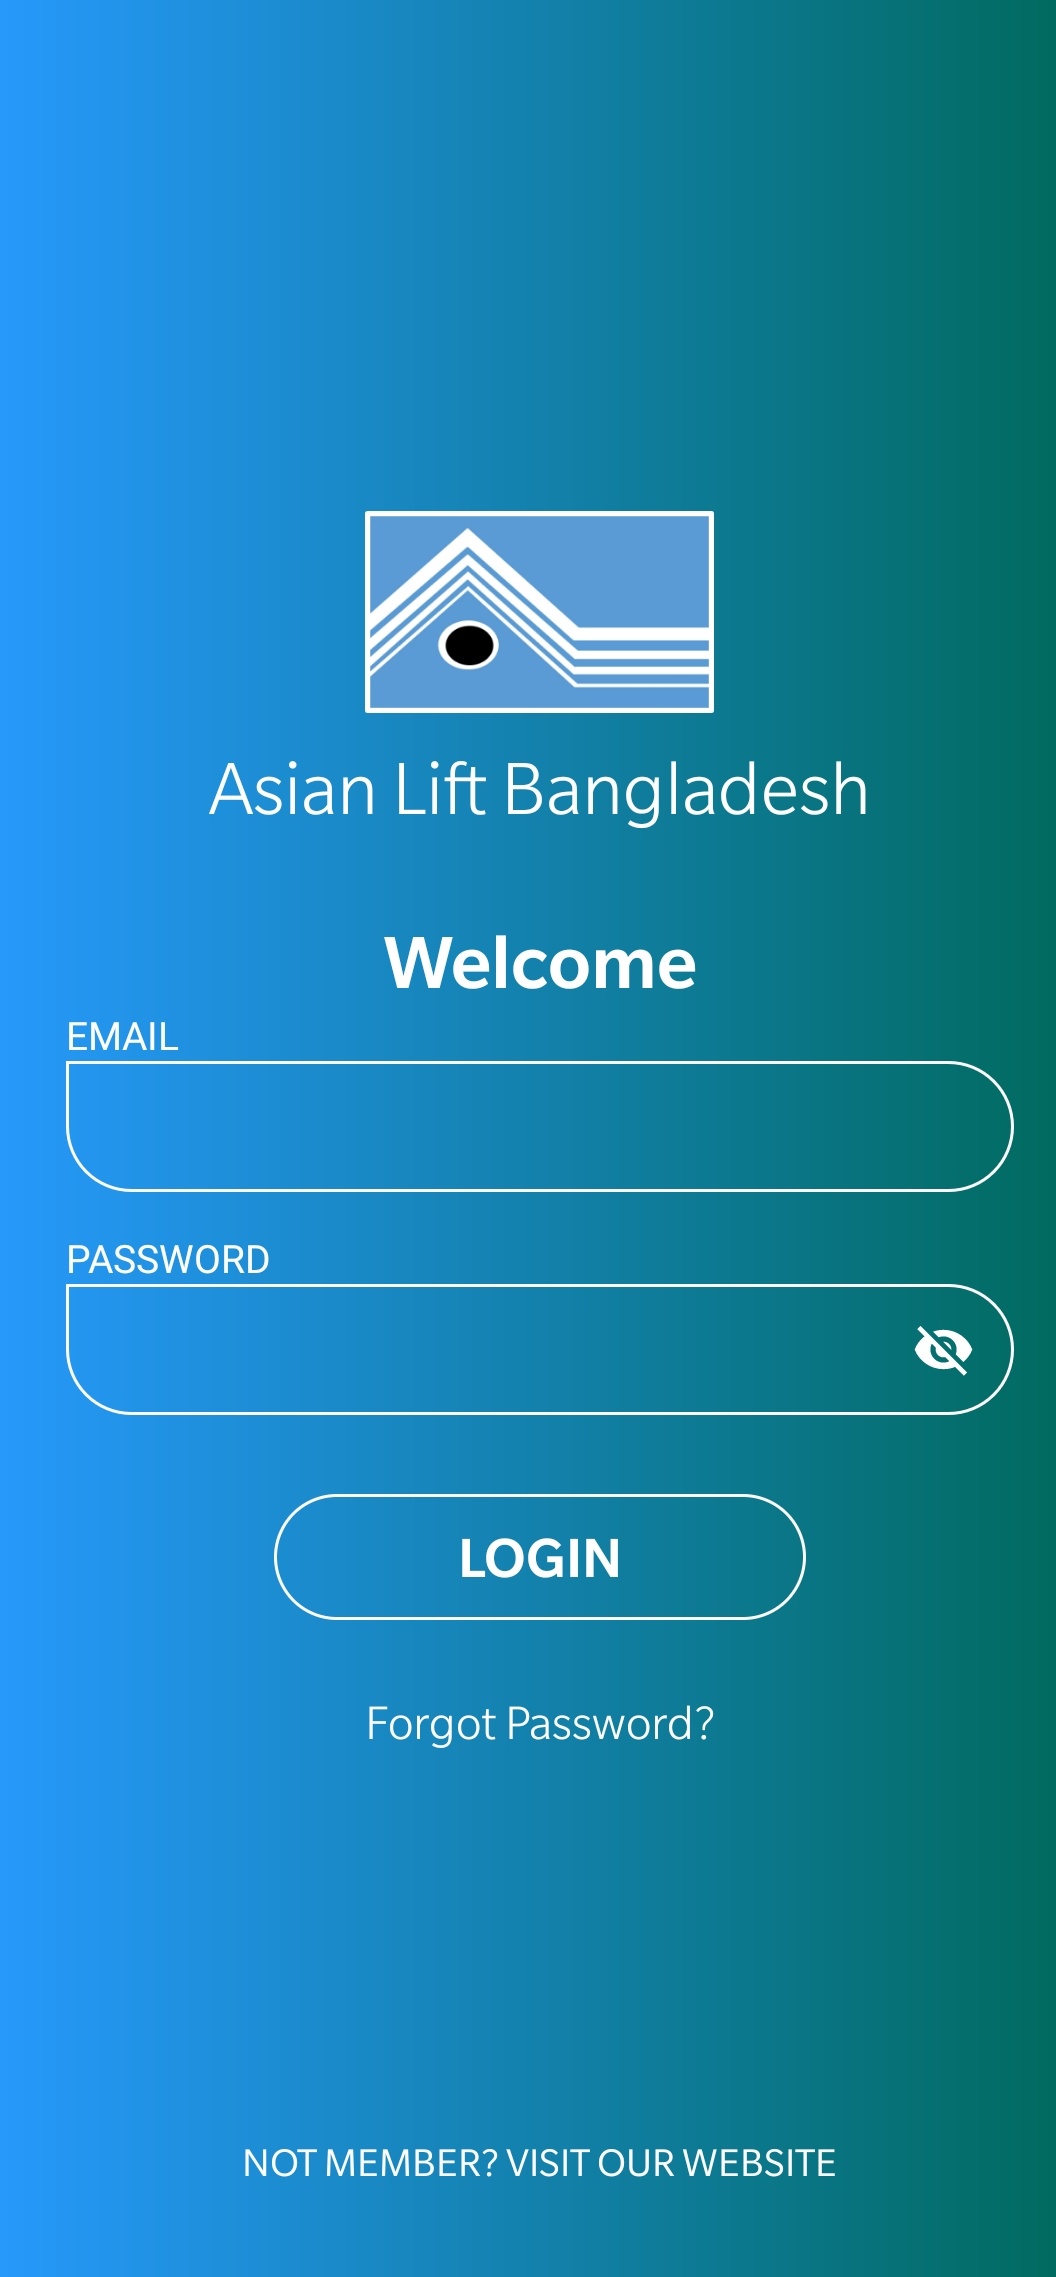 Asian Lift Bangladesh
Welcome
EMAIL
PASSWORD
LOGIN
Forgot Password?
NOT MEMBER? VISIT OUR WEBSITE